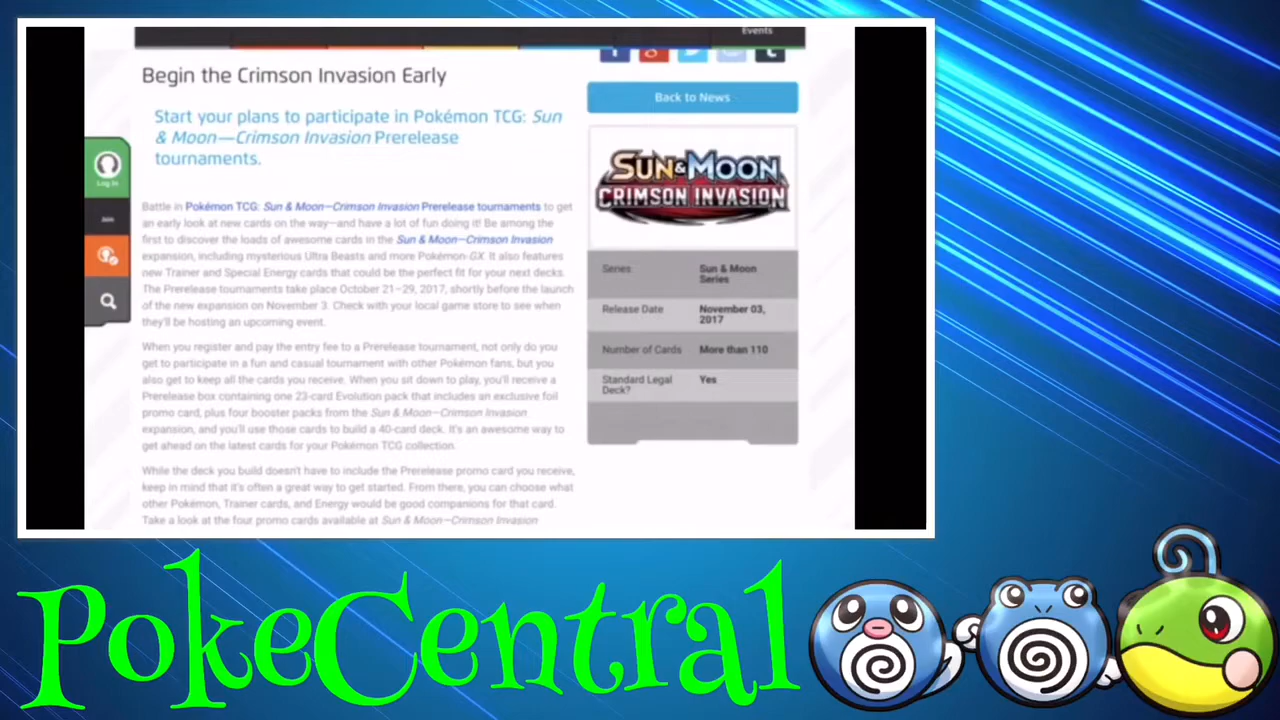 Events
Begin the Crimson Invasion Early
Start your plans to participate in Pokémon TCG: Sun
& Moon—Crimson Invasion Prerelease
tournaments.
Battle in Pokémon TCG: Sun & Moon—Crimson Invasion Prerelease tournaments to get
an early look at new cards on the way—and have a lot of fun doing it! Be among the
first to discover the loads of awesome cards in the Sun & Moon—Crimson Invasion
expansion, including mysterious Ultra Beasts and more Pokémon-GX. It also features
new Trainer and Special Energy cards that could be the perfect fit for your next decks.
The Prerelease tournaments take place October 21–29, 2017, shortly before the launch
of the new expansion on November 3. Check with your local game store to see when
they'll be hosting an upcoming event.
When you register and pay the entry fee to a Prerelease tournament, not only do you
get to participate in a fun and casual tournament with other Pokémon fans, but you
also get to keep all the cards you receive. When you sit down to play, you'll receive a
Prerelease box containing one 23-card Evolution pack that includes an exclusive foil
promo card, plus four booster packs from the Sun & Moon—Crimson Invasion
expansion, and you'll use those cards to build a 40-card deck. It's an awesome way to
get ahead on the latest cards for your Pokémon TCG collection.
While the deck you build doesn't have to include the Prerelease promo card you receive,
keep in mind that it's often a great way to get started. From there, you can choose what
other Pokémon, Trainer cards, and Energy would be good companions for that card.
Take a look at the four promo cards available at Sun & Moon—Crimson Invasion
Log In
Join
Back to News
SUN & MOON
CRIMSON INVASION
Series: Sun & Moon
Series
Release Date November 03,
2017
Number of Cards More than 110
Standard Legal Yes
Deck?
PokeCentral